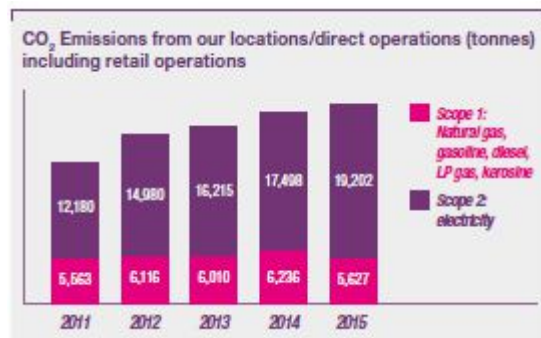 CO₂ Emissions from our locations/direct operations (tonnes)
including retail operations
Scope 1:
Natural gas,
gasoline, diesel,
LP gas, kerosine
Scope 2:
electricity
12,180 14,980 16,215 17,498 19,202
5,563 6,116 6,010 6,236 5,627
2011 2012 2013 2014 2015